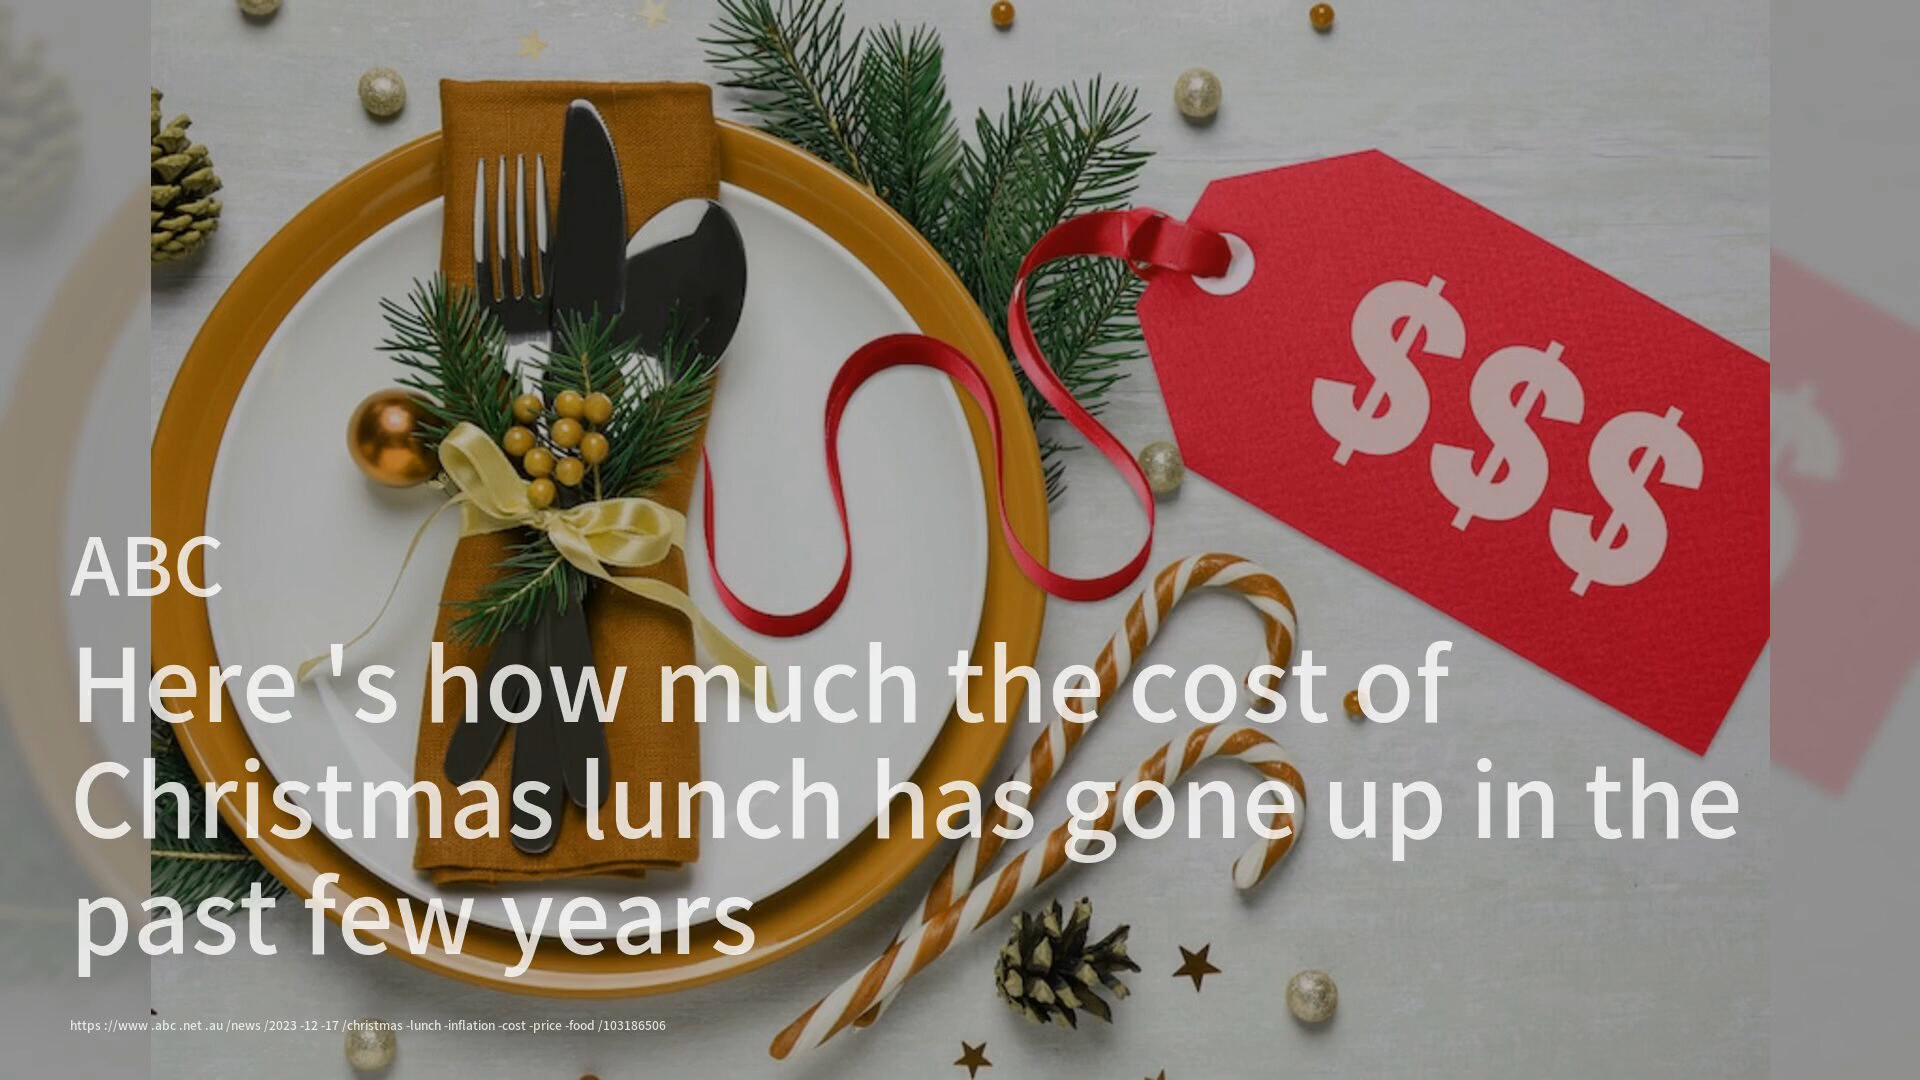 $$$
ABC
Here 's how much the cost of
Christmas lunch has gone up in the
past few years
https ://www .abc .net .au /news /2023 -12 -17 /christmas -lunch -inflation -cost -price -food /103186506